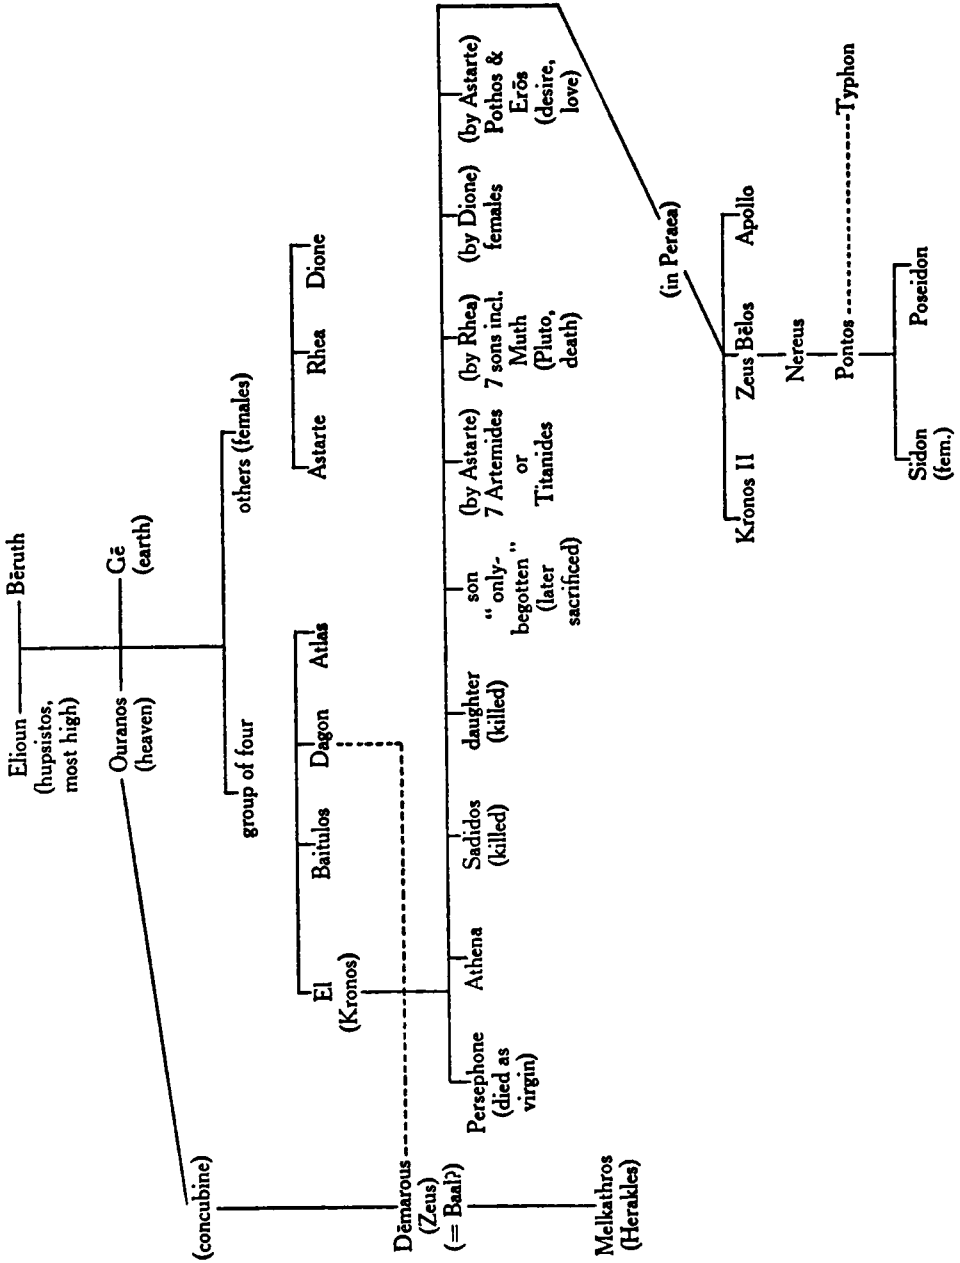 Elioun
(hupsistos,
most high)
Bēruth
Ouranos
(heaven)
Gē
(earth)
(concubine)
group of four
others (females)
El
(Kronos)
Baitulos
Dagon
Atlas
Astarte
Rhea
Dione
Dēmarous
(Zeus)
(= Baal?)
Melkathros
(Herakles)
Persephone
(died as
virgin)
Athena
Sadidos
(killed)
daughter
(killed)
son
“ only-
begotten ”
(later
sacrificed)
(by Astarte)
7 Artemides
or
Titanides
(by Rhea)
7 sons incl.
Muth
(Pluto,
death)
(by Dione)
females
(by Astarte)
Pothos &
Erōs
(desire,
love)
(in Peraea)
Kronos II
Zeus Bēlos
Apollo
Nereus
Pontos
Typhon
Sidon
(fem.)
Poseidon